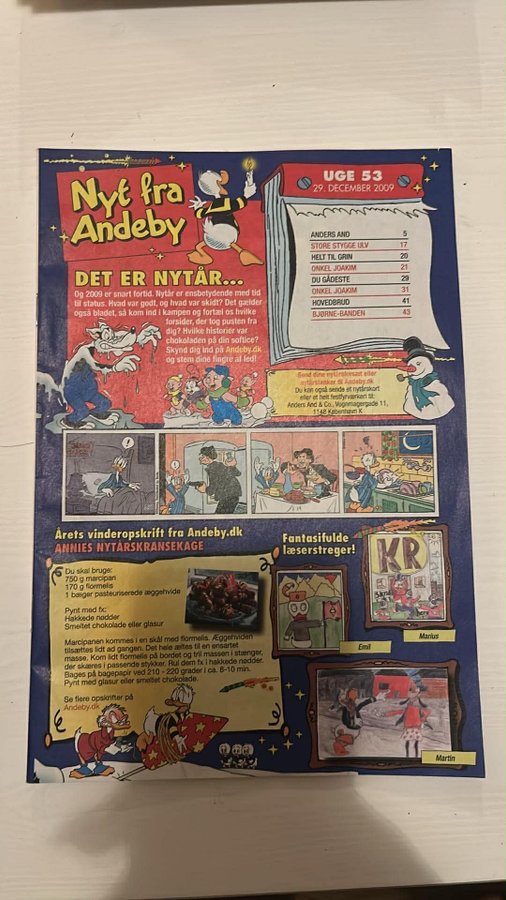 Nyt fra
Andeby
DET ER NYTÅR...
Og 2009 er snart fortid. Nytår er ensbetydende med tid
til status. Hvad var godt, og hvad var skidt? Det gælder
også bladet, så kom ind i kampen og fortæl os hvilke
forsider, der tog pusten fra
dig? Hvilke historier var
chokoladen på din softice?
Skynd dig ind på Andeby.dk
og stem dine fingre af led!
UGE 53
29. DECEMBER 2009
ANDERS AND 5
STORE STYGGE ULV 17
HELT TIL GRIN 20
ONKEL JOAKIM 21
DU GÅDESTE 29
ONKEL JOAKIM 31
HOVEDBRUD 41
BJØRNE-BANDEN 43
Send dine nytårshilsner eller
nytårstanker til Andeby.dk
Du kan også sende et nytårskort
eller et helt festfyrværkeri til:
Anders And & Co., Vognmagergade 11,
1148 København K
!
!
Årets vinderopskrift fra Andeby.dk
ANNIES NYTÅRSKRANSEKAGE
Du skal bruge:
750 g marcipan
170 g flormelis
1 bæger pasteuriserede æggehvide
Pynt med fx:
Hakkede nødder
Smeltet chokolade eller glasur
Marcipanen kommes i en skål med flormelis. Æggehviden
tilsættes lidt ad gangen. Det hele æltes til en ensartet
masse. Kom lidt flormelis på bordet og tril massen i stænger,
der skæres i passende stykker. Rul dem fx i hakkede nødder.
Bages på bagepapir ved 210 - 220 grader i ca. 8-10 min.
Pynt med glasur eller smeltet chokolade.
Se flere opskrifter på
Andeby.dk
Fantasifulde
læserstreger!
KR
Emil
Marius
Martin